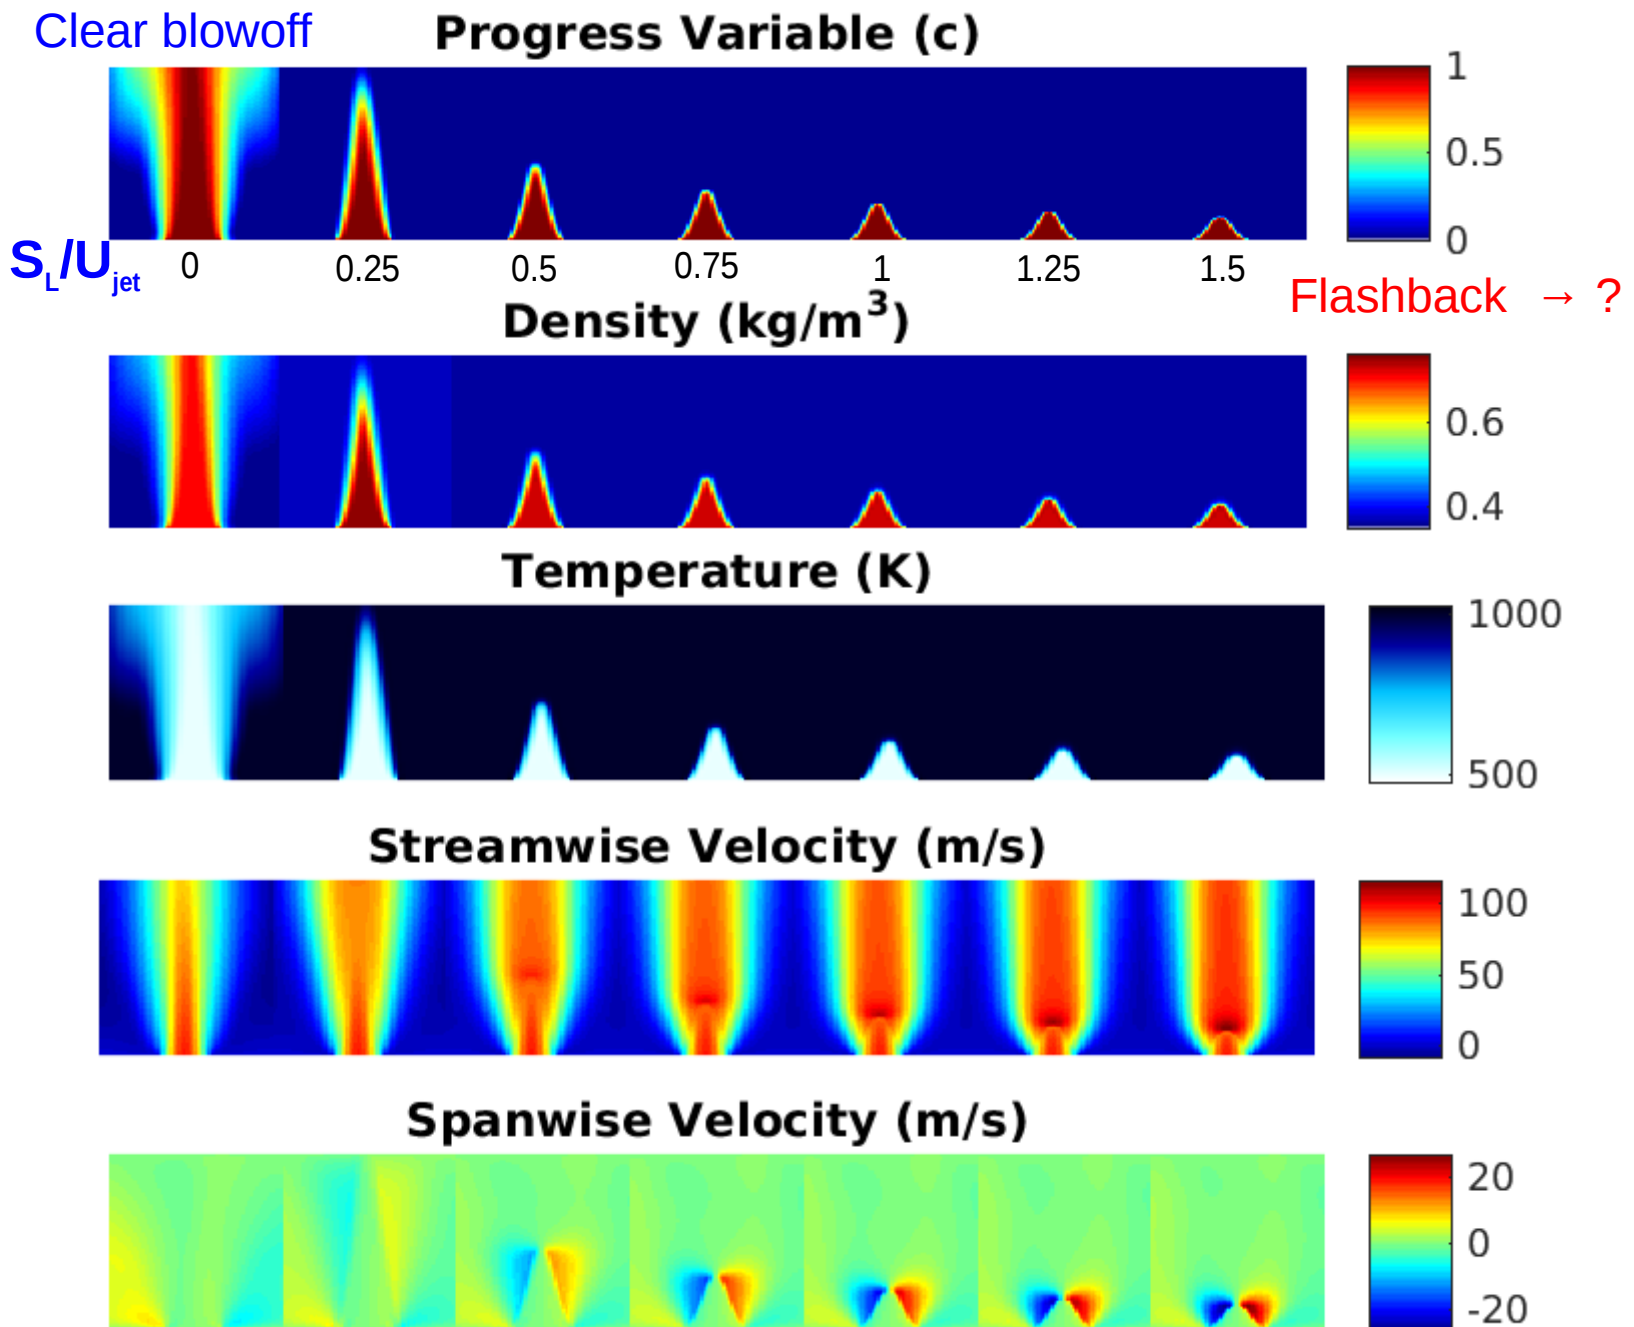 Clear blowoff
Progress Variable (c)
1
0.5
0
S_L/U_jet 0 0.25 0.5 0.75 1 1.25 1.5
Flashback → ?
Density (kg/m³)
0.6
0.4
Temperature (K)
1000
500
Streamwise Velocity (m/s)
100
50
0
Spanwise Velocity (m/s)
20
0
-20